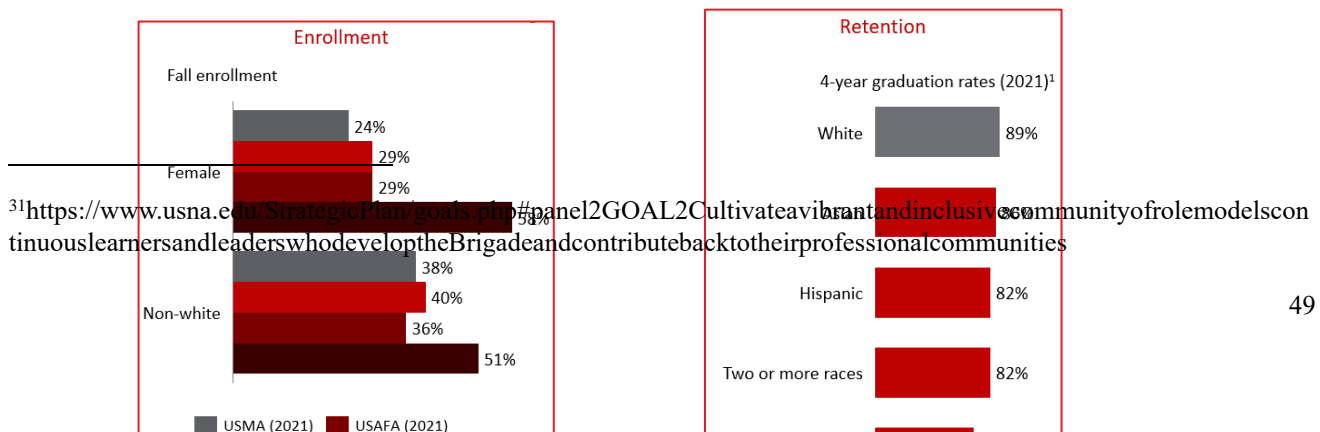 Enrollment
Fall enrollment
24%
29%
Female
29%
58%
38%
40%
Non-white
36%
51%
USMA (2021) USAFA (2021)
Retention
4-year graduation rates (2021)¹
White 89%
Asian 86%
Hispanic 82%
Two or more races 82%
³¹https://www.usna.edu/StrategicPlan/goals.php#panel2GOAL2Cultivateavibrantandinclusivecommunityofrolemodelscon
tinuouslearnersandleaderswhodeveloptheBrigadeandcontributebacktotheirprofessionalcommunities
49